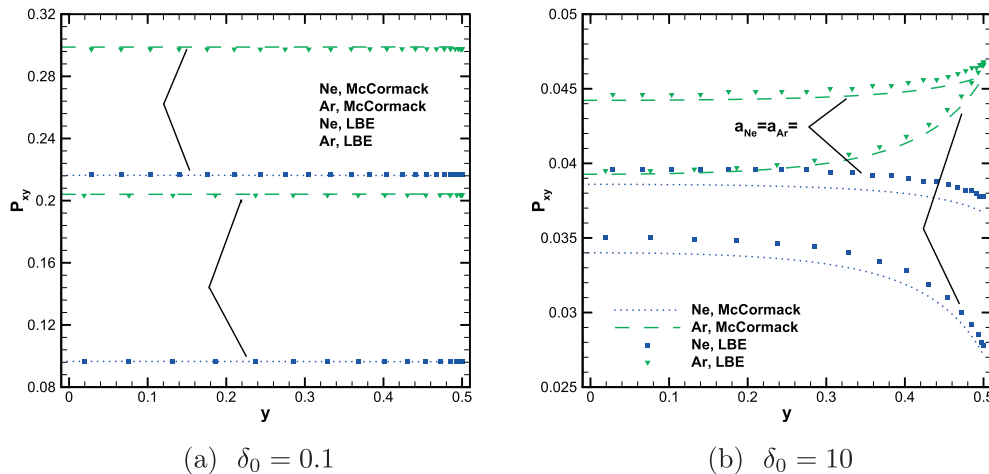 0.32
0.28
0.24
0.2
0.16
0.12
0.08
P_xy
0 0.1 0.2 0.3 0.4 0.5
y
Ne, McCormack
Ar, McCormack
Ne, LBE
Ar, LBE
(a) δ₀ = 0.1
0.05
0.045
0.04
0.035
0.03
0.025
P_xy
0 0.1 0.2 0.3 0.4 0.5
y
a_Ne=a_Ar=
Ne, McCormack
Ar, McCormack
Ne, LBE
Ar, LBE
(b) δ₀ = 10